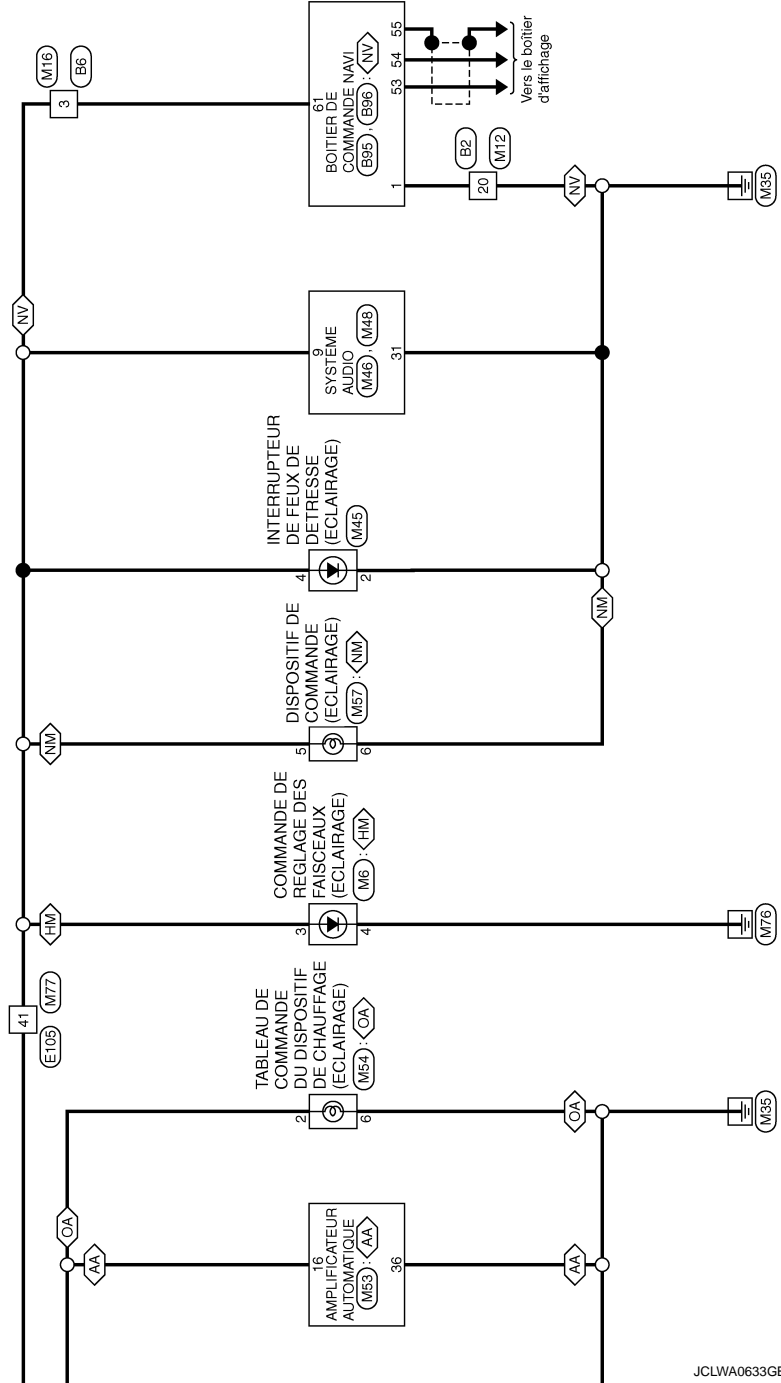 OA
AA
16
AMPLIFICATEUR
AUTOMATIQUE
M53 : AA
36
AA
TABLEAU DE
COMMANDE
DU DISPOSITIF
DE CHAUFFAGE
(ECLAIRAGE)
M54 : OA
2
6
OA
M35
41
E105
M77
HM
COMMANDE DE
REGLAGE DES
FAISCEAUX
(ECLAIRAGE)
M6 : HM
3
4
M76
NM
DISPOSITIF DE
COMMANDE
(ECLAIRAGE)
M57 : NM
5
6
NM
INTERRUPTEUR
DE FEUX DE
DETRESSE
(ECLAIRAGE)
M45
4
2
NV
9
SYSTÈME
AUDIO
M46 , M48
31
3
M16
B6
61
BOITIER DE
COMMANDE NAVI
B95 , B96 : NV
1
53
54
55
Vers le boîtier
d'affichage
B2
20
M12
NV
M35
JCLWA0633GE